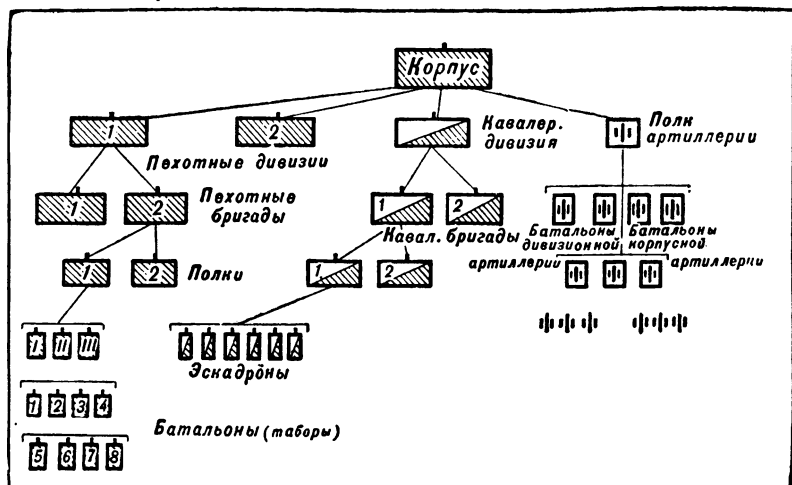 Корпус
1
2
Кавалер.
дивизия
Полк
артиллерии
Пехотные дивизии
1
2
Пехотные
бригады
1
2
Кавал. бригады
Батальоны
дивизионной
артиллерии
Батальоны
корпусной
артиллерии
1
2
Полки
1
2
I II III
Эскадроны
1 2 3 4
Батальоны (таборы)
5 6 7 8